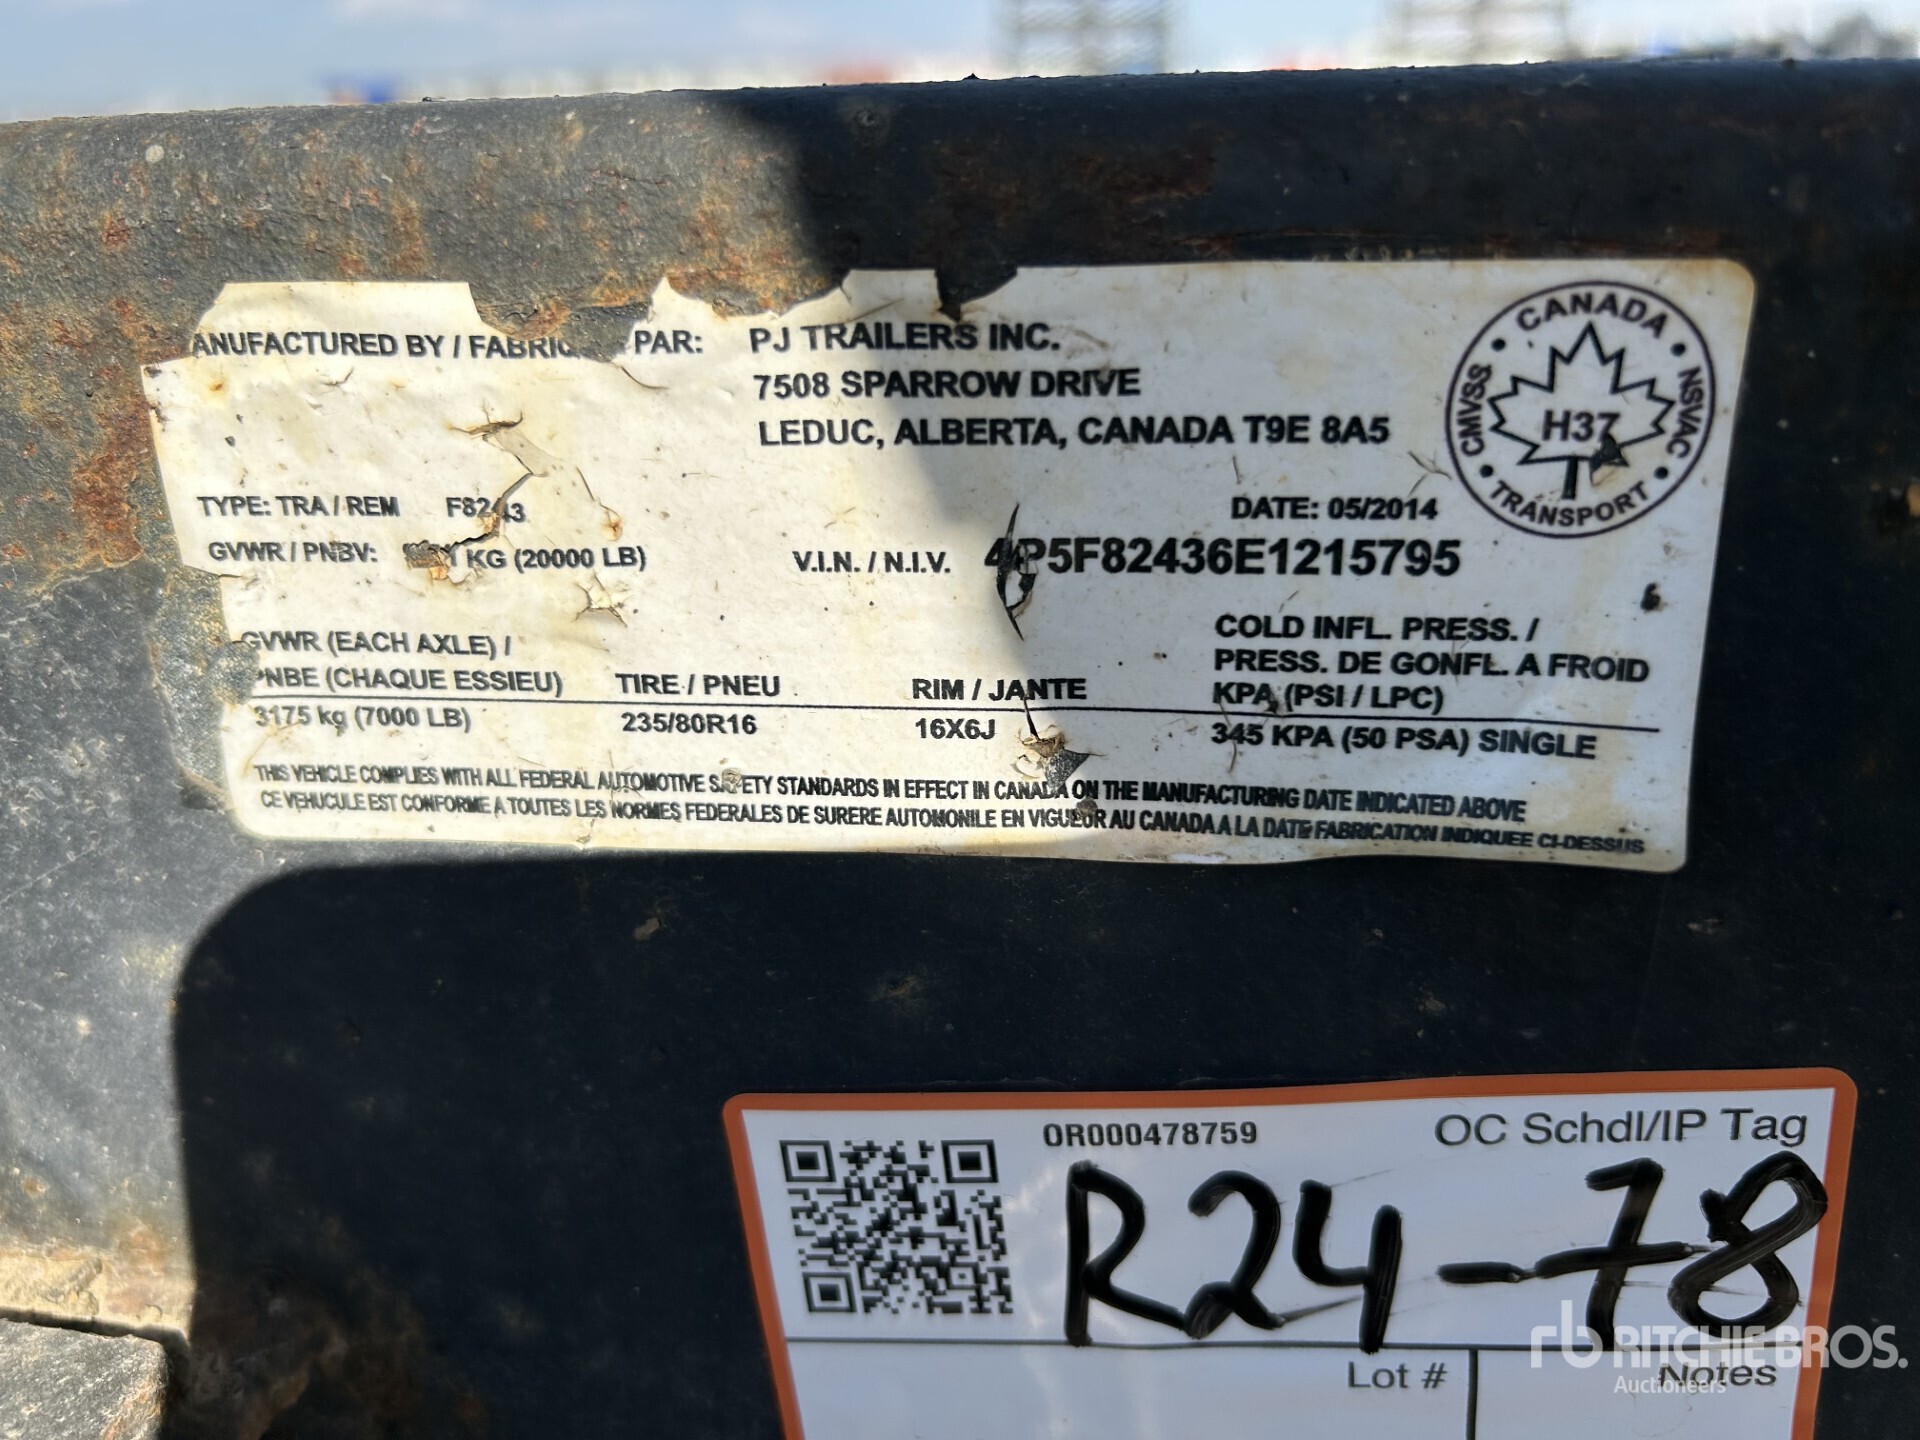 ANUFACTURED BY / FABRIQ PAR: PJ TRAILERS INC.
7508 SPARROW DRIVE
LEDUC, ALBERTA, CANADA T9E 8A5
CANADA
CMVSS
NSVAC
H37
TRANSPORT
TYPE: TRA / REM F8243 DATE: 05/2014
GVWR / PNBV: KG (20000 LB) V.I.N. / N.I.V. 4P5F82436E1215795
GVWR (EACH AXLE) /
PNBE (CHAQUE ESSIEU) TIRE / PNEU RIM / JANTE COLD INFL. PRESS. /
PRESS. DE GONFL. A FROID
KPA (PSI / LPC)
3175 kg (7000 LB) 235/80R16 16X6J 345 KPA (50 PSA) SINGLE
THIS VEHICLE COMPLIES WITH ALL FEDERAL AUTOMOTIVE SAFETY STANDARDS IN EFFECT IN CANADA ON THE MANUFACTURING DATE INDICATED ABOVE
CE VEHUCULE EST CONFORME A TOUTES LES NORMES FEDERALES DE SURERE AUTOMONILE EN VIGUEUR AU CANADA A LA DATE FABRICATION INDIQUEE CI-DESSUS
OR000478759 OC Schdl/IP Tag
R24-78
Lot # Notes
rb RITCHIE BROS.
Auctioneers